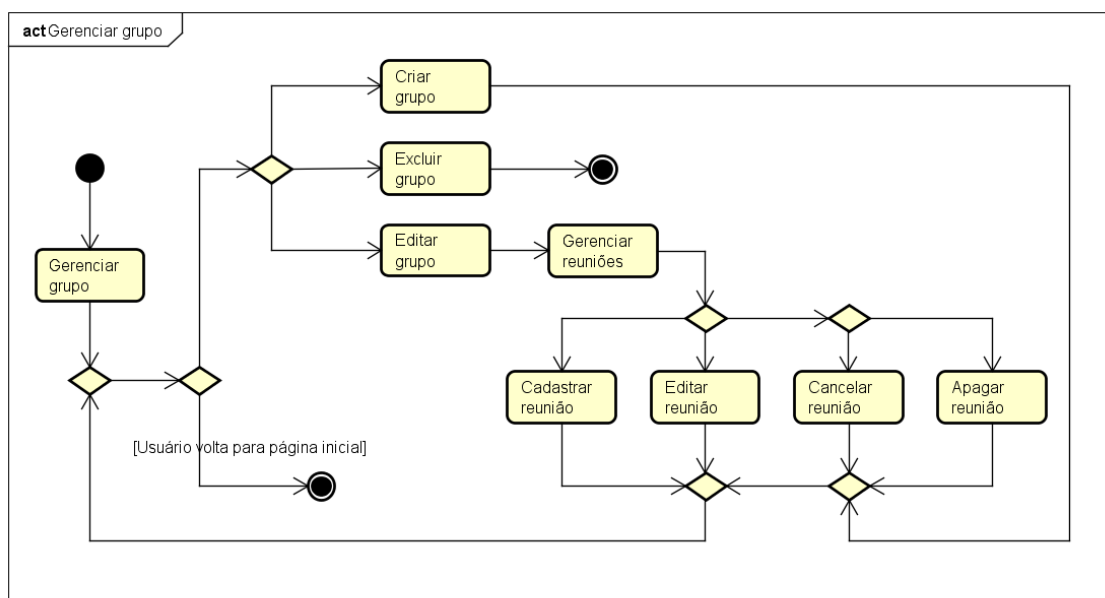 act Gerenciar grupo
Criar
grupo
Excluir
grupo
Editar
grupo
Gerenciar
reuniões
Gerenciar
grupo
Cadastrar
reunião
Editar
reunião
Cancelar
reunião
Apagar
reunião
[Usuário volta para página inicial]